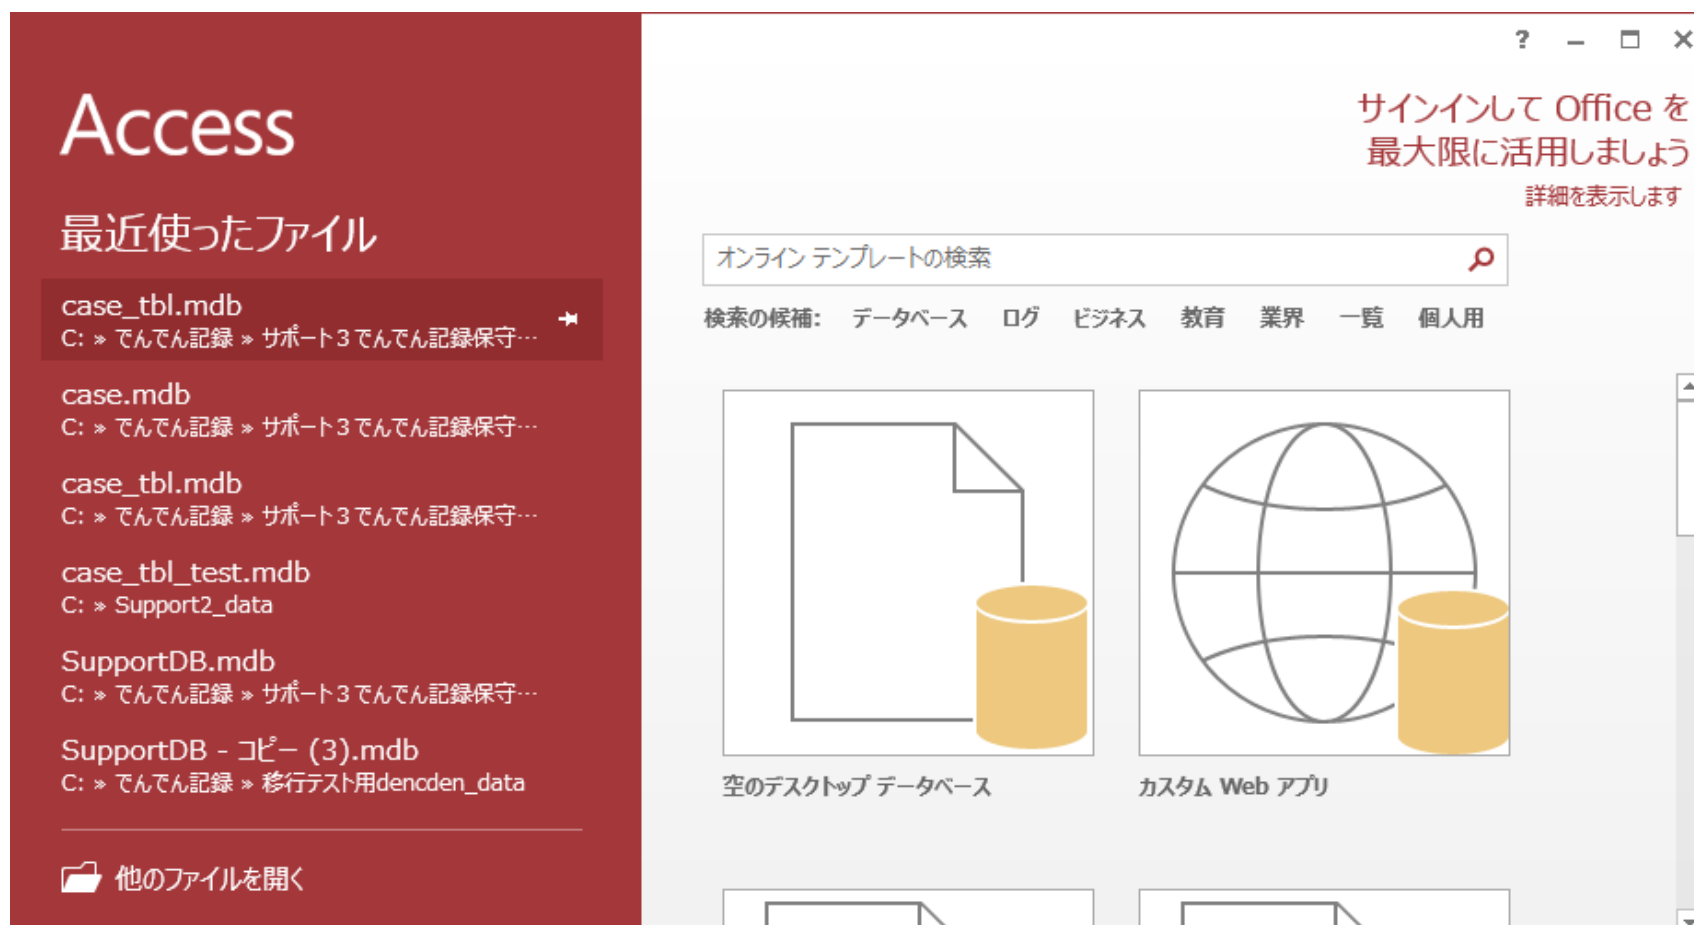 Access
最近使ったファイル
case_tbl.mdb
C: » でんでん記録 » サポート3でんでん記録保守…
case.mdb
C: » でんでん記録 » サポート3でんでん記録保守…
case_tbl.mdb
C: » でんでん記録 » サポート3でんでん記録保守…
case_tbl_test.mdb
C: » Support2_data
SupportDB.mdb
C: » でんでん記録 » サポート3でんでん記録保守…
SupportDB - コピー (3).mdb
C: » でんでん記録 » 移行テスト用dencden_data
他のファイルを開く
?
サインインして Office を
最大限に活用しましょう
詳細を表示します
オンライン テンプレートの検索
検索の候補: データベース ログ ビジネス 教育 業界 一覧 個人用
空のデスクトップ データベース
カスタム Web アプリ